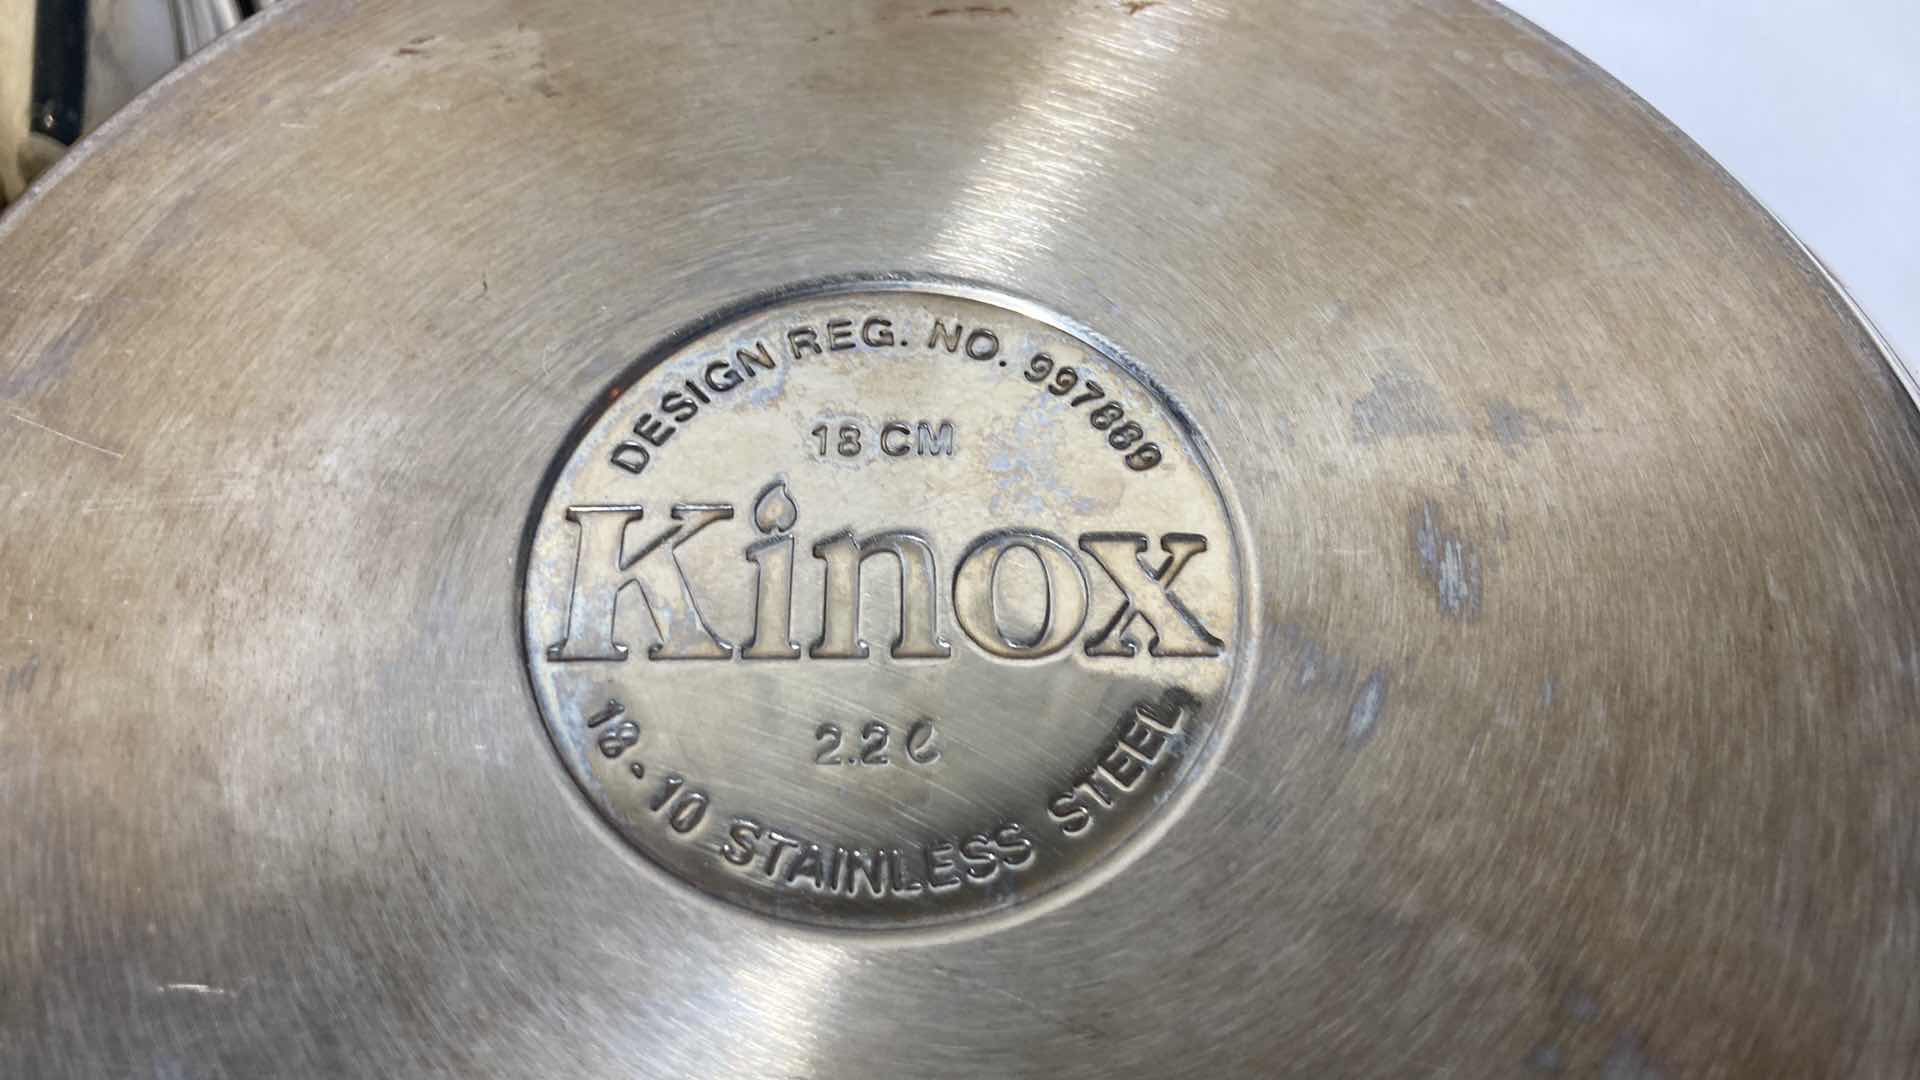 DESIGN REG. NO. 997889
18 CM
Kinox
2.2 ℓ
18-10 STAINLESS STEEL